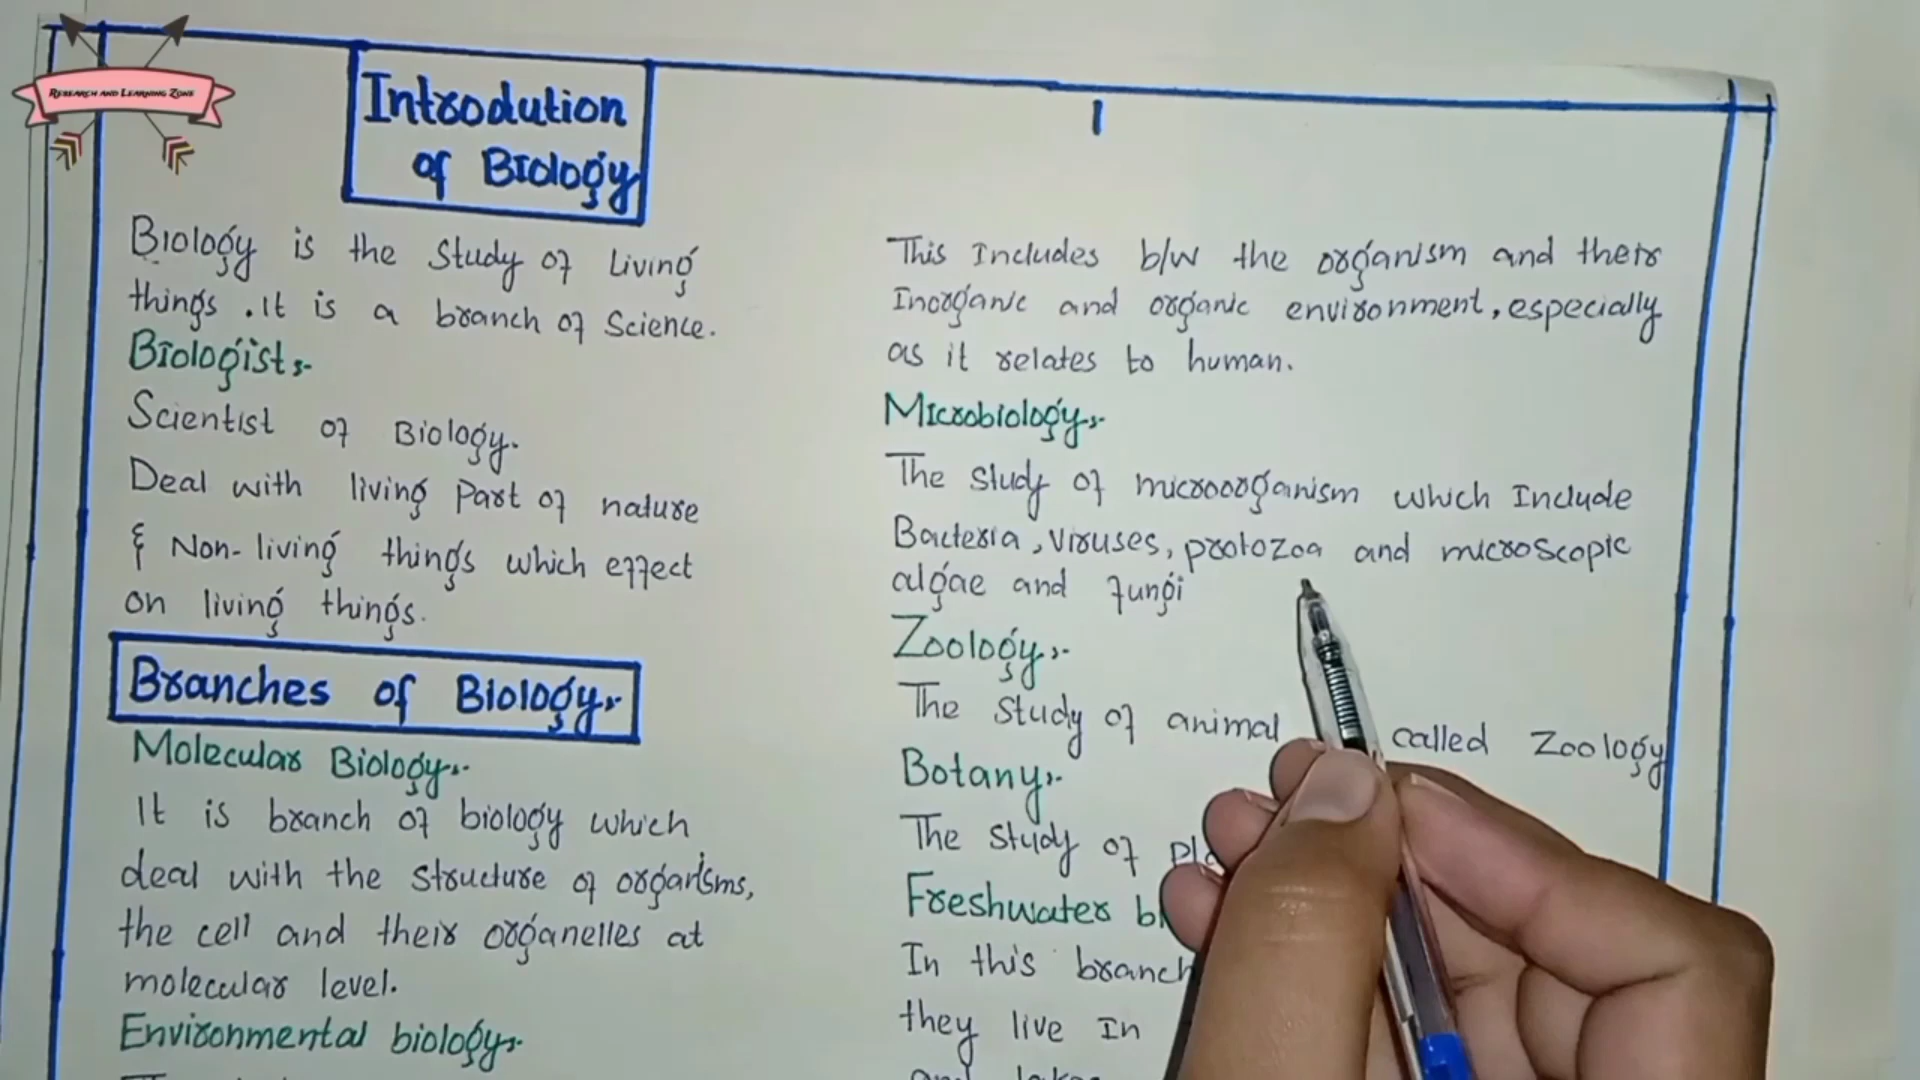 RESEARCH AND LEARNING ZONE
Introdution
of Biology
1
Biology is the study of Living
things. It is a branch of Science.
Biologist:-
Scientist of Biology.
Deal with living Part of nature
& Non-living things which effect
on living things.
Branches of Biology:-
Molecular Biology:-
It is branch of biology which
deal with the structure of organisms,
the cell and their organelles at
molecular level.
Environmental biology:-
This Includes b/w the organism and their
Inorganic and organic environment, especially
as it relates to human.
Microbiology:-
The study of microorganism which Include
Bacteria, viruses, protozoa and microscopic
algae and fungi
Zoology:-
The study of animal called Zoology
Botany:-
The study of
Freshwater
In this branch
they live In